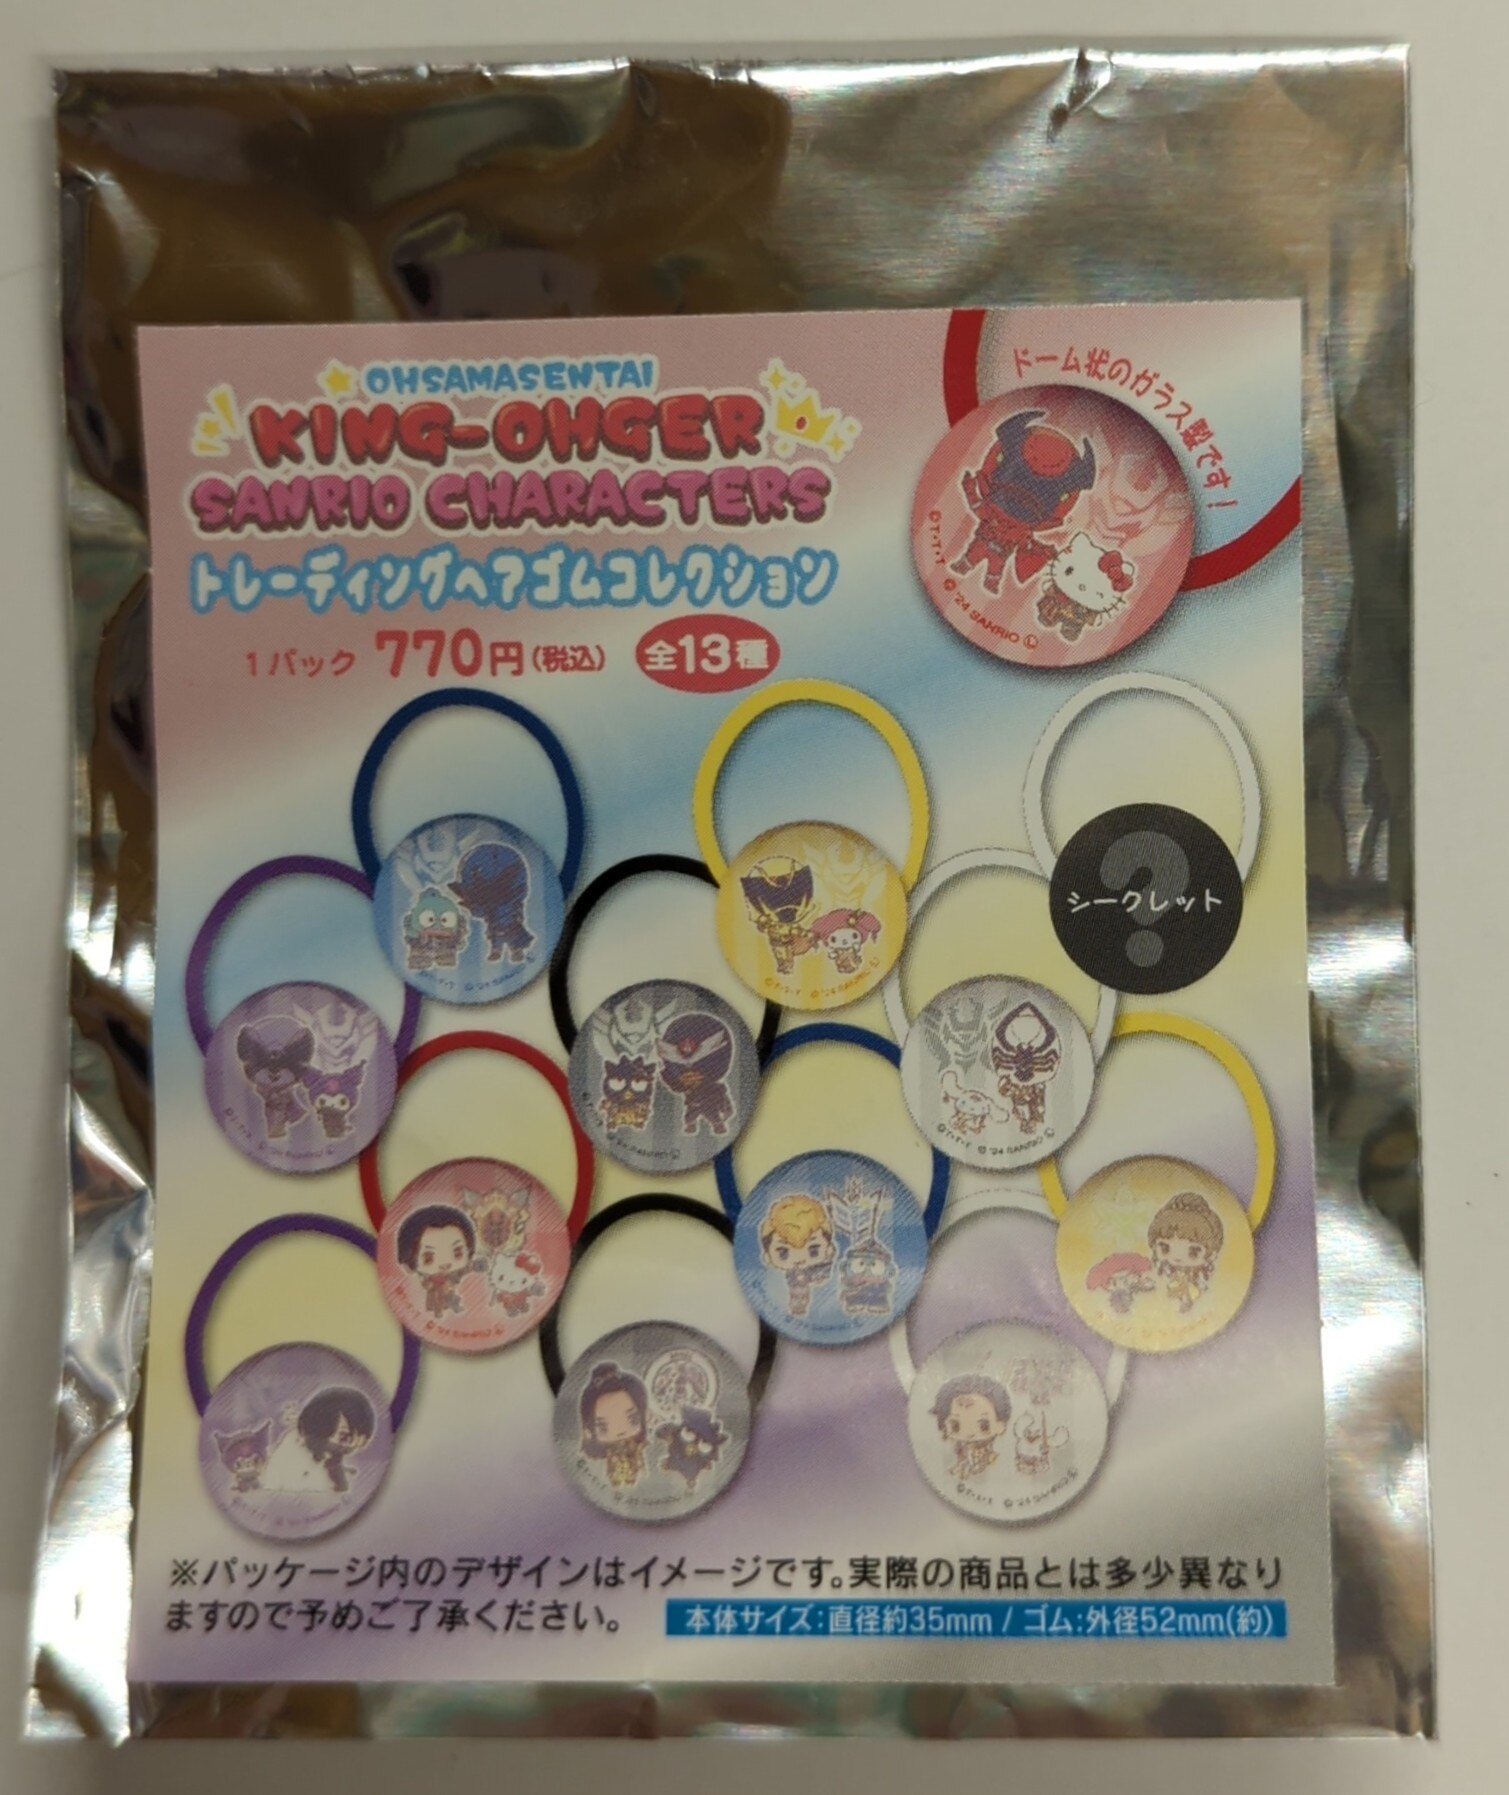 OHSAMASENTAI
KING-OHGER
SANRIO CHARACTERS
トレーディングヘアゴムコレクション
1パック 770円(税込) 全13種
ドーム状のガラス製です!
©T・T・T © '24 SANRIO Ⓛ
シークレット
※パッケージ内のデザインはイメージです。実際の商品とは多少異なり
ますので予めご了承ください。
本体サイズ:直径約35mm / ゴム:外径52mm(約)